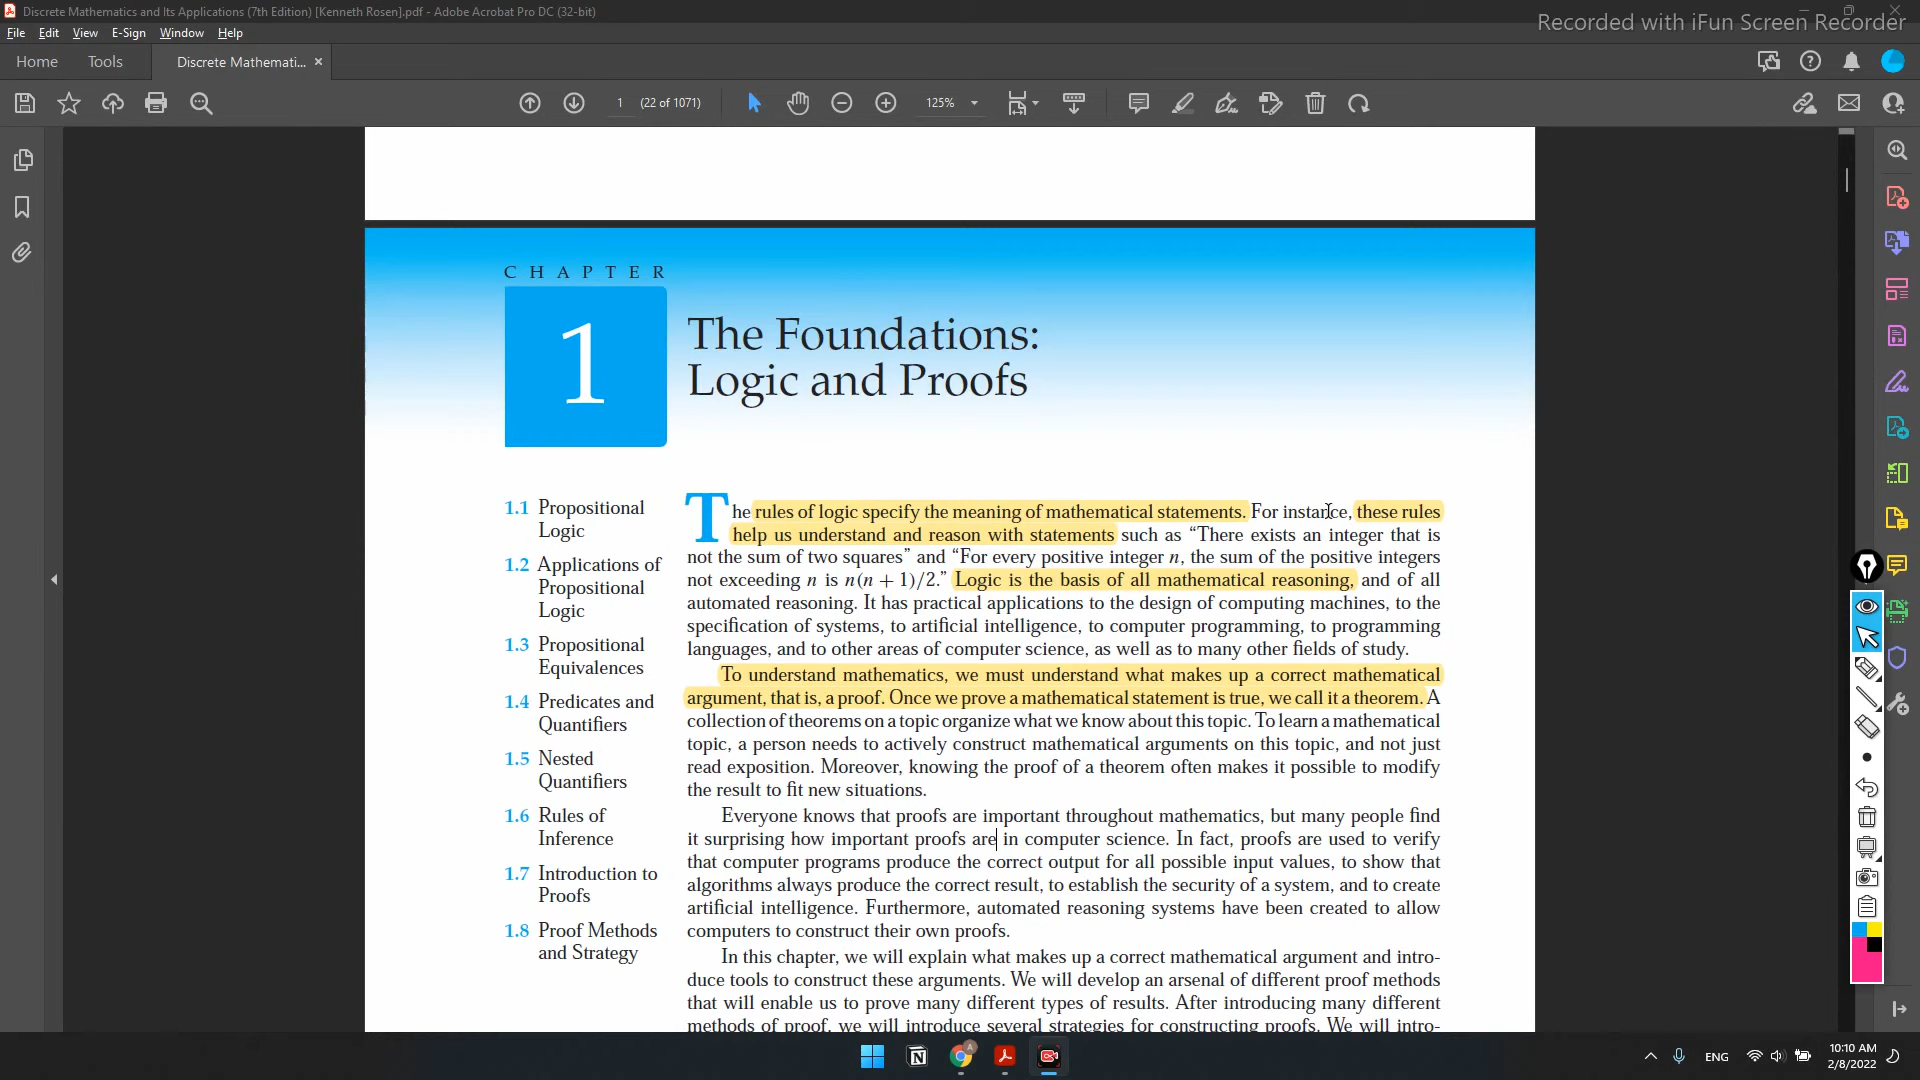 Discrete Mathematics and Its Applications (7th Edition) [Kenneth Rosen].pdf - Adobe Acrobat Pro DC (32-bit)
Recorded with iFun Screen Recorder
File Edit View E-Sign Window Help
Home Tools Discrete Mathemati... ×
1 (22 of 1071) 125%
CHAPTER
1
The Foundations:
Logic and Proofs
1.1 Propositional
Logic
1.2 Applications of
Propositional
Logic
1.3 Propositional
Equivalences
1.4 Predicates and
Quantifiers
1.5 Nested
Quantifiers
1.6 Rules of
Inference
1.7 Introduction to
Proofs
1.8 Proof Methods
and Strategy
The rules of logic specify the meaning of mathematical statements. For instance, these rules
help us understand and reason with statements such as “There exists an integer that is
not the sum of two squares” and “For every positive integer n, the sum of the positive integers
not exceeding n is n(n + 1)/2.” Logic is the basis of all mathematical reasoning, and of all
automated reasoning. It has practical applications to the design of computing machines, to the
specification of systems, to artificial intelligence, to computer programming, to programming
languages, and to other areas of computer science, as well as to many other fields of study.
To understand mathematics, we must understand what makes up a correct mathematical
argument, that is, a proof. Once we prove a mathematical statement is true, we call it a theorem. A
collection of theorems on a topic organize what we know about this topic. To learn a mathematical
topic, a person needs to actively construct mathematical arguments on this topic, and not just
read exposition. Moreover, knowing the proof of a theorem often makes it possible to modify
the result to fit new situations.
Everyone knows that proofs are important throughout mathematics, but many people find
it surprising how important proofs are in computer science. In fact, proofs are used to verify
that computer programs produce the correct output for all possible input values, to show that
algorithms always produce the correct result, to establish the security of a system, and to create
artificial intelligence. Furthermore, automated reasoning systems have been created to allow
computers to construct their own proofs.
In this chapter, we will explain what makes up a correct mathematical argument and intro-
duce tools to construct these arguments. We will develop an arsenal of different proof methods
that will enable us to prove many different types of results. After introducing many different
methods of proof, we will introduce several strategies for constructing proofs. We will intro-
ENG
10:10 AM
2/8/2022